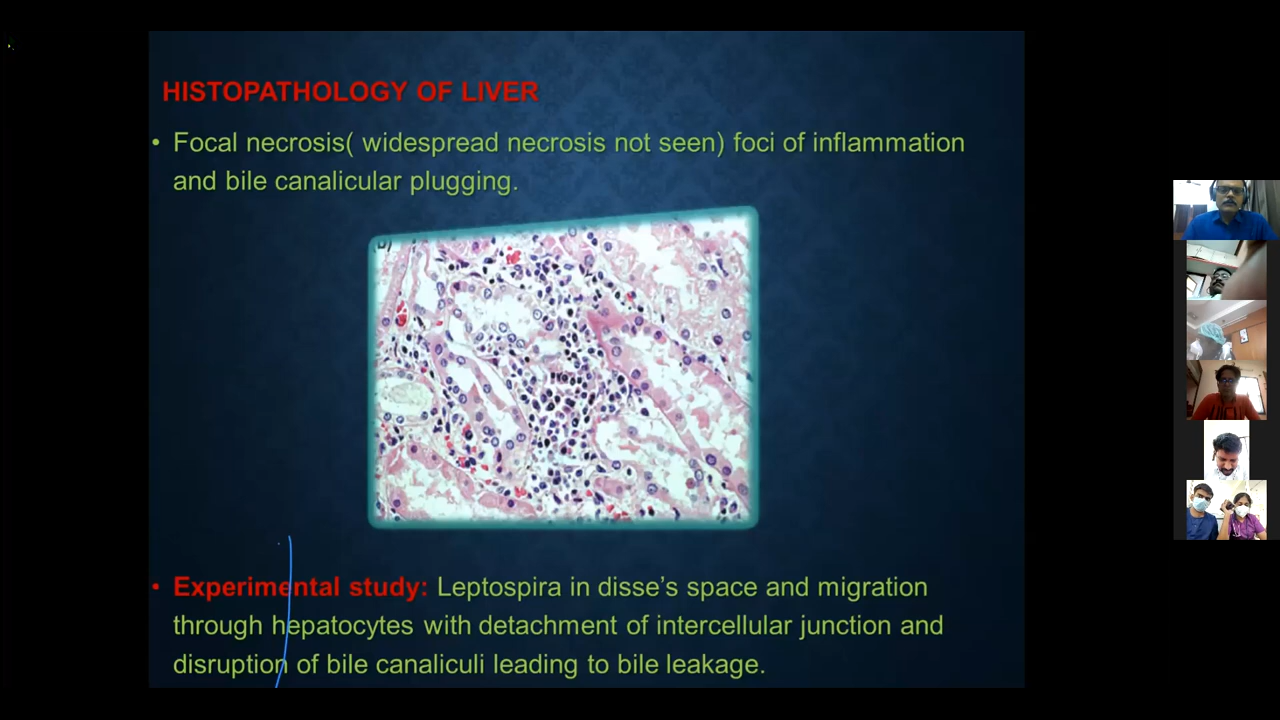 HISTOPATHOLOGY OF LIVER
• Focal necrosis( widespread necrosis not seen) foci of inflammation
and bile canalicular plugging.
• Experimental study: Leptospira in disse's space and migration
through hepatocytes with detachment of intercellular junction and
disruption of bile canaliculi leading to bile leakage.